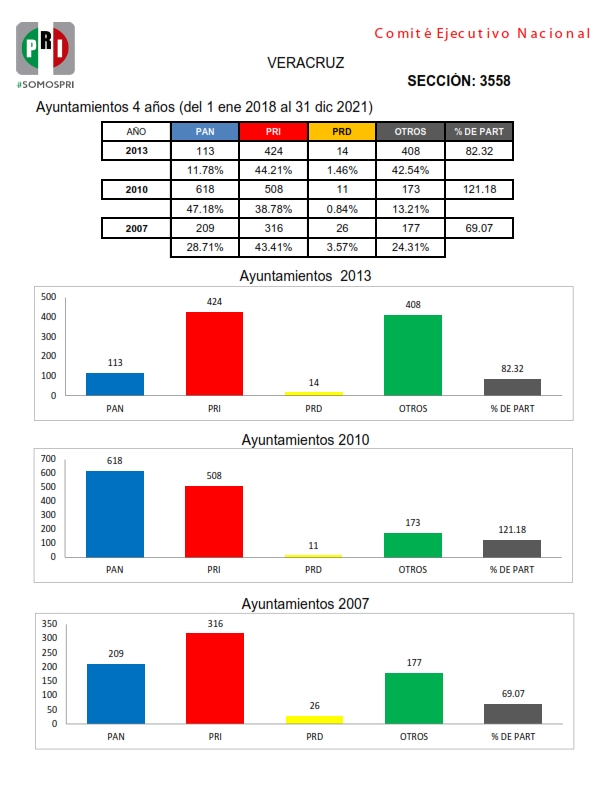 Comité Ejecutivo Nacional
PRI
#SOMOSPRI
VERACRUZ
SECCIÓN: 3558
Ayuntamientos 4 años (del 1 ene 2018 al 31 dic 2021)
AÑO PAN PRI PRD OTROS % DE PART
2013 113 424 14 408 82.32
11.78% 44.21% 1.46% 42.54%
2010 618 508 11 173 121.18
47.18% 38.78% 0.84% 13.21%
2007 209 316 26 177 69.07
28.71% 43.41% 3.57% 24.31%
Ayuntamientos 2013
500
400
300
200
100
0
113 424 14 408 82.32
PAN PRI PRD OTROS % DE PART
Ayuntamientos 2010
700
600
500
400
300
200
100
0
618 508 11 173 121.18
PAN PRI PRD OTROS % DE PART
Ayuntamientos 2007
350
300
250
200
150
100
50
0
209 316 26 177 69.07
PAN PRI PRD OTROS % DE PART